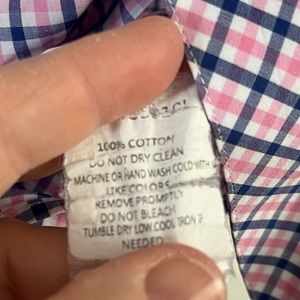 100% COTTON
DO NOT DRY CLEAN
MACHINE OR HAND WASH COLD WITH
LIKE COLORS
REMOVE PROMPTLY
DO NOT BLEACH
TUMBLE DRY LOW COOL IRON IF
NEEDED